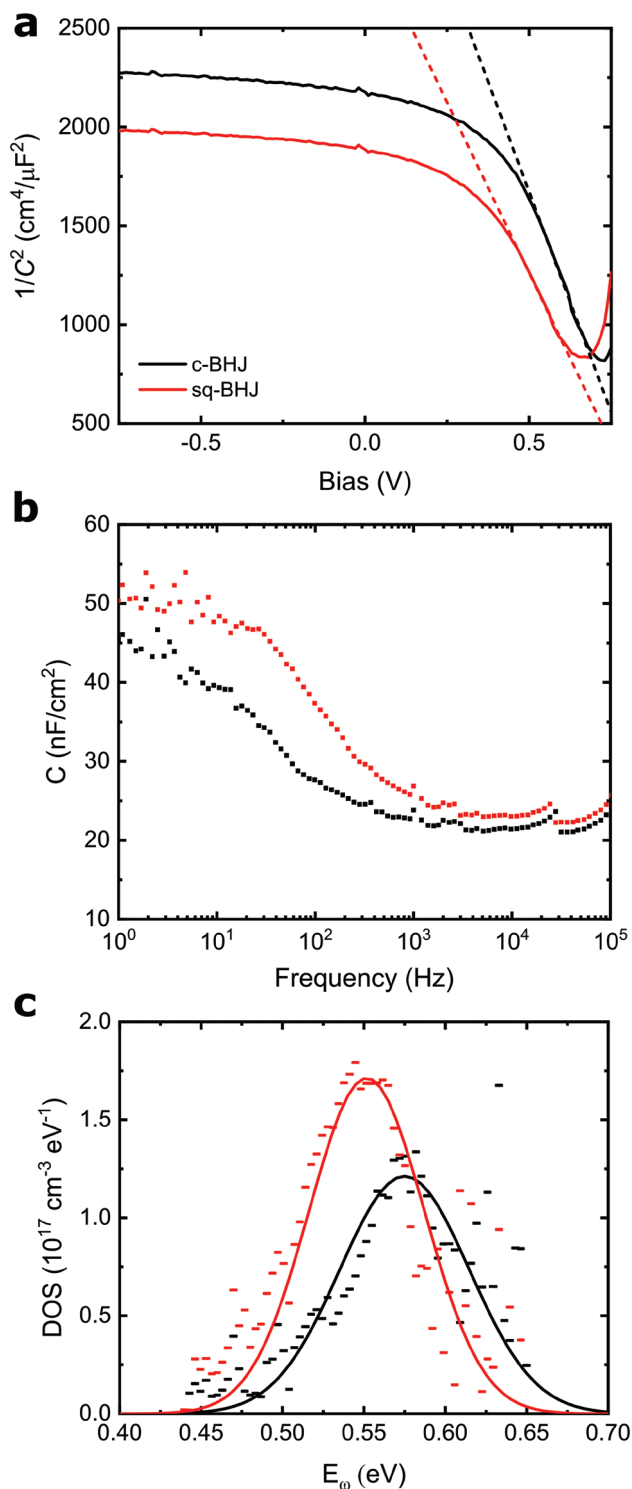 a
2500
2000
1500
1000
500
1/C² (cm⁴/μF²)
c-BHJ
sq-BHJ
-0.5 0.0 0.5
Bias (V)
b
60
50
40
30
20
10
C (nF/cm²)
10⁰ 10¹ 10² 10³ 10⁴ 10⁵
Frequency (Hz)
c
2.0
1.5
1.0
0.5
0.0
DOS (10¹⁷ cm⁻³ eV⁻¹)
0.40 0.45 0.50 0.55 0.60 0.65 0.70
E_ω (eV)